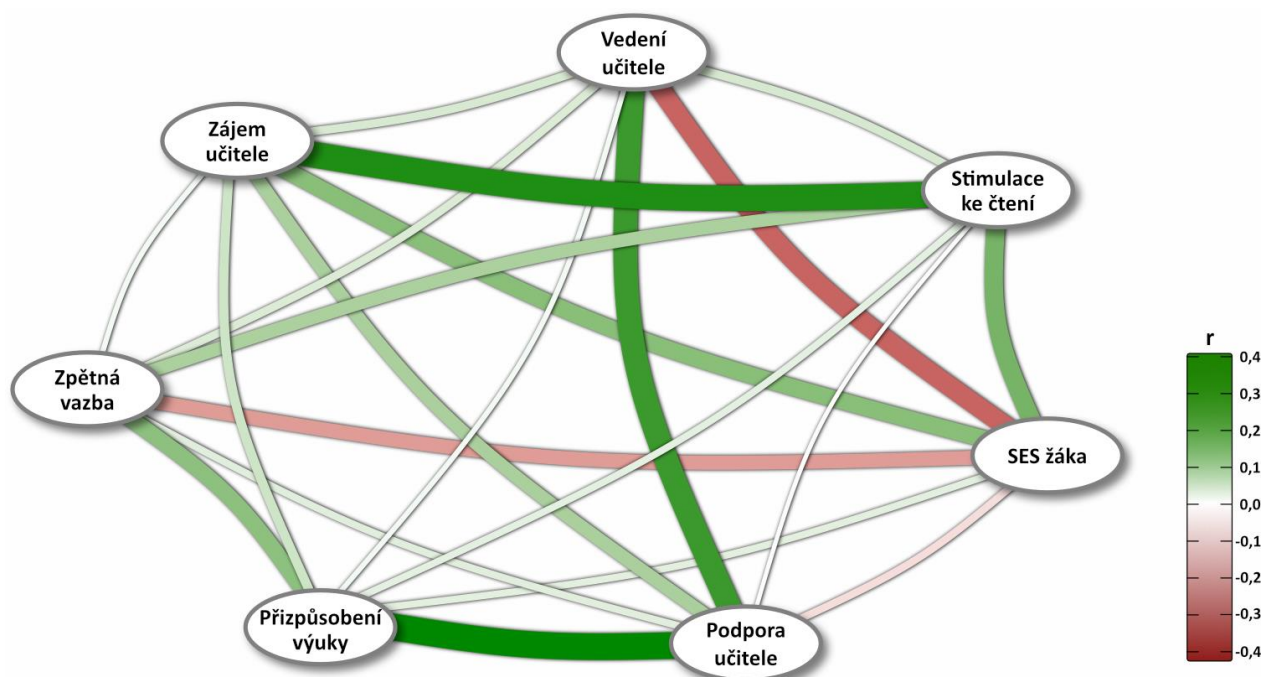 Vedení
učitele
Zájem
učitele
Stimulace
ke čtení
Zpětná
vazba
SES žáka
Přizpůsobení
výuky
Podpora
učitele
r
0,4
0,3
0,2
0,1
0,0
-0,1
-0,2
-0,3
-0,4